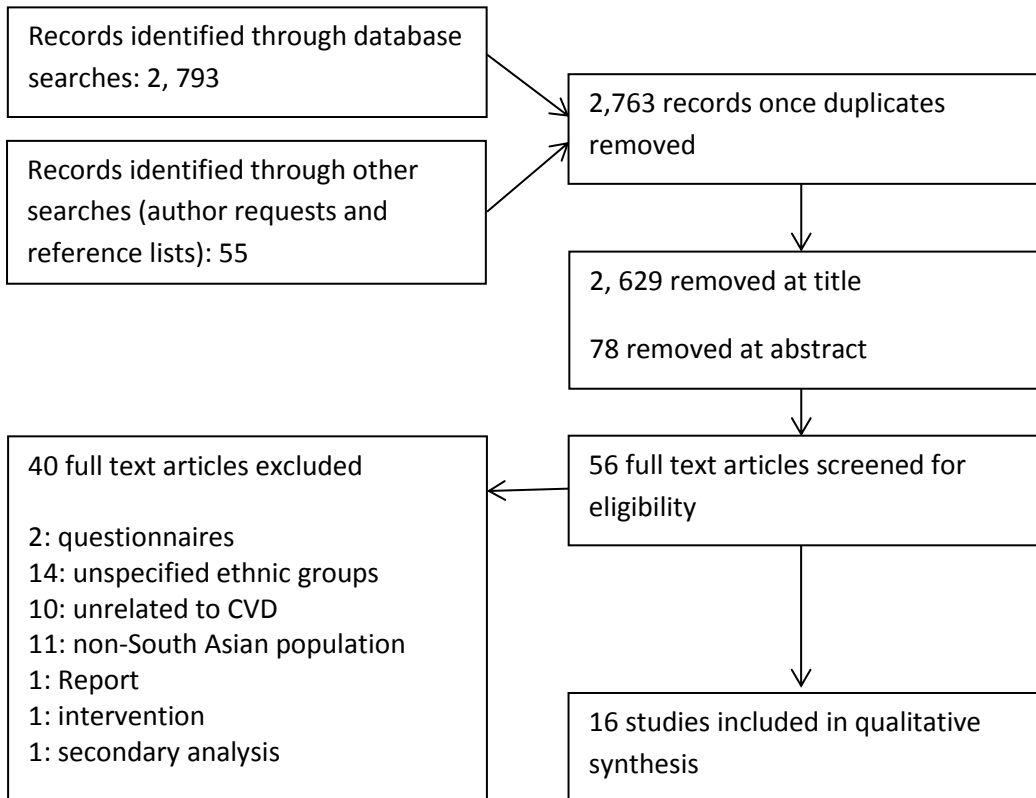 Records identified through database
searches: 2, 793
Records identified through other
searches (author requests and
reference lists): 55
2,763 records once duplicates
removed
2, 629 removed at title
78 removed at abstract
56 full text articles screened for
eligibility
40 full text articles excluded
2: questionnaires
14: unspecified ethnic groups
10: unrelated to CVD
11: non-South Asian population
1: Report
1: intervention
1: secondary analysis
16 studies included in qualitative
synthesis